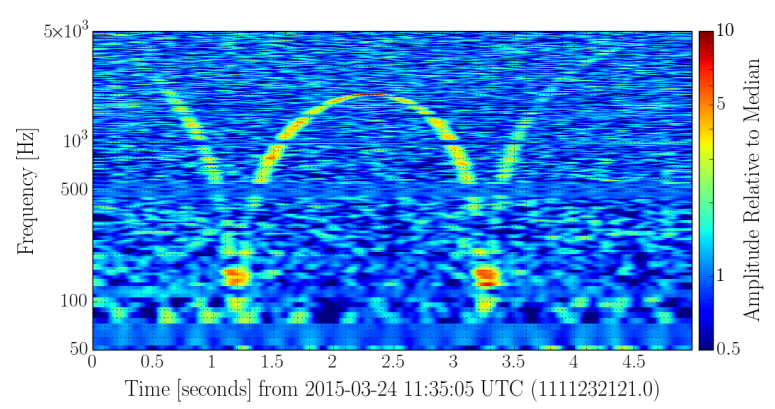 5×10³
10³
500
100
50
Frequency [Hz]
0 0.5 1 1.5 2 2.5 3 3.5 4 4.5
Time [seconds] from 2015-03-24 11:35:05 UTC (1111232121.0)
10
5
1
0.5
Amplitude Relative to Median